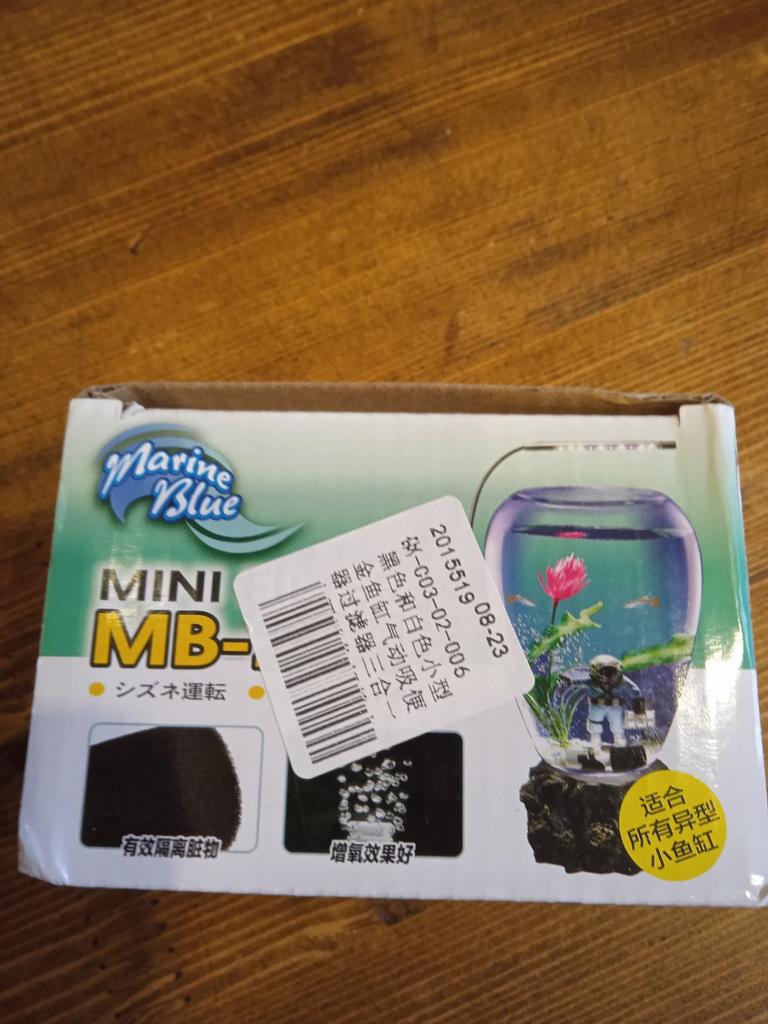 Marine
Blue
MINI
MB-
シズネ運転
2015519 08-23
C03-02-006
黑色和白色小型
金鱼缸气动吸便
器过滤器三合一
有效隔离脏物
增氧效果好
适合
所有异型
小鱼缸